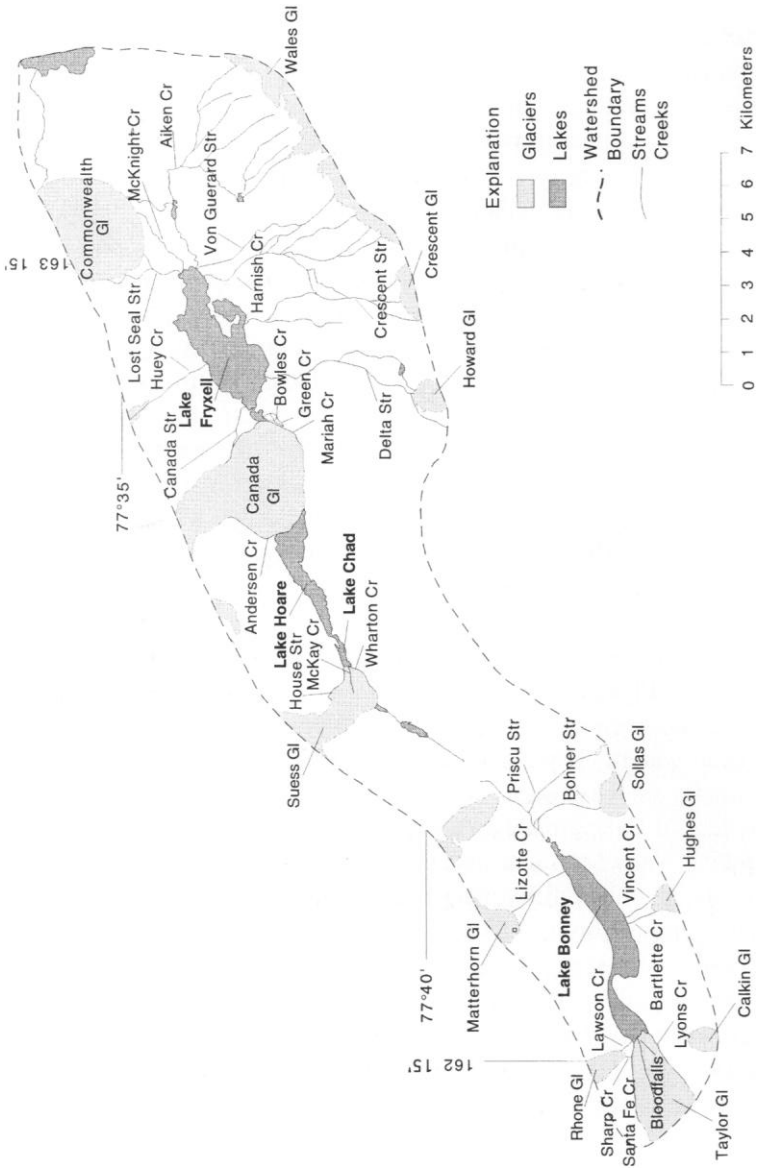 Wales Gl
Aiken Cr
McKnight Cr
Von Guerard Str
Commonwealth
Gl
163 15'
Lost Seal Str
Harnish Cr
Huey Cr
Crescent Str
Crescent Gl
Lake
Fryxell
Canada Str
Bowles Cr
Green Cr
Mariah Cr
Delta Str
Howard Gl
77°35'
Canada
Gl
Andersen Cr
Lake Hoare
Lake Chad
House Str
McKay Cr
Wharton Cr
Suess Gl
Priscu Str
Bohner Str
Sollas Gl
Lizotte Cr
Matterhorn Gl
Lake Bonney
Vincent Cr
Hughes Gl
Bartlette Cr
77°40'
Lawson Cr
Lyons Cr
Calkin Gl
162 15'
Rhone Gl
Sharp Cr
Santa Fe Cr
Bloodfalls
Taylor Gl
Explanation
Glaciers
Lakes
Watershed
Boundary
Streams
Creeks
0 1 2 3 4 5 6 7 Kilometers